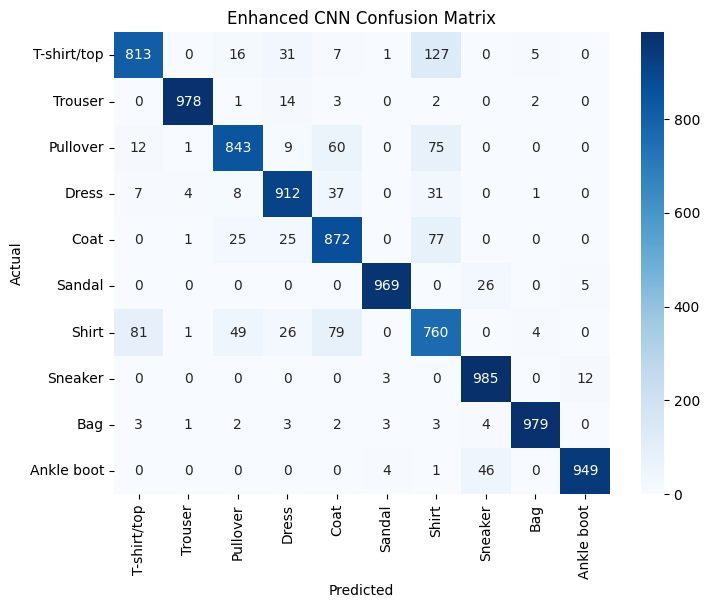 Enhanced CNN Confusion Matrix
Actual
T-shirt/top 813 0 16 31 7 1 127 0 5 0
Trouser 0 978 1 14 3 0 2 0 2 0
Pullover 12 1 843 9 60 0 75 0 0 0
Dress 7 4 8 912 37 0 31 0 1 0
Coat 0 1 25 25 872 0 77 0 0 0
Sandal 0 0 0 0 0 969 0 26 0 5
Shirt 81 1 49 26 79 0 760 0 4 0
Sneaker 0 0 0 0 0 3 0 985 0 12
Bag 3 1 2 3 2 3 3 4 979 0
Ankle boot 0 0 0 0 0 4 1 46 0 949
T-shirt/top Trouser Pullover Dress Coat Sandal Shirt Sneaker Bag Ankle boot
Predicted
800
600
400
200
0